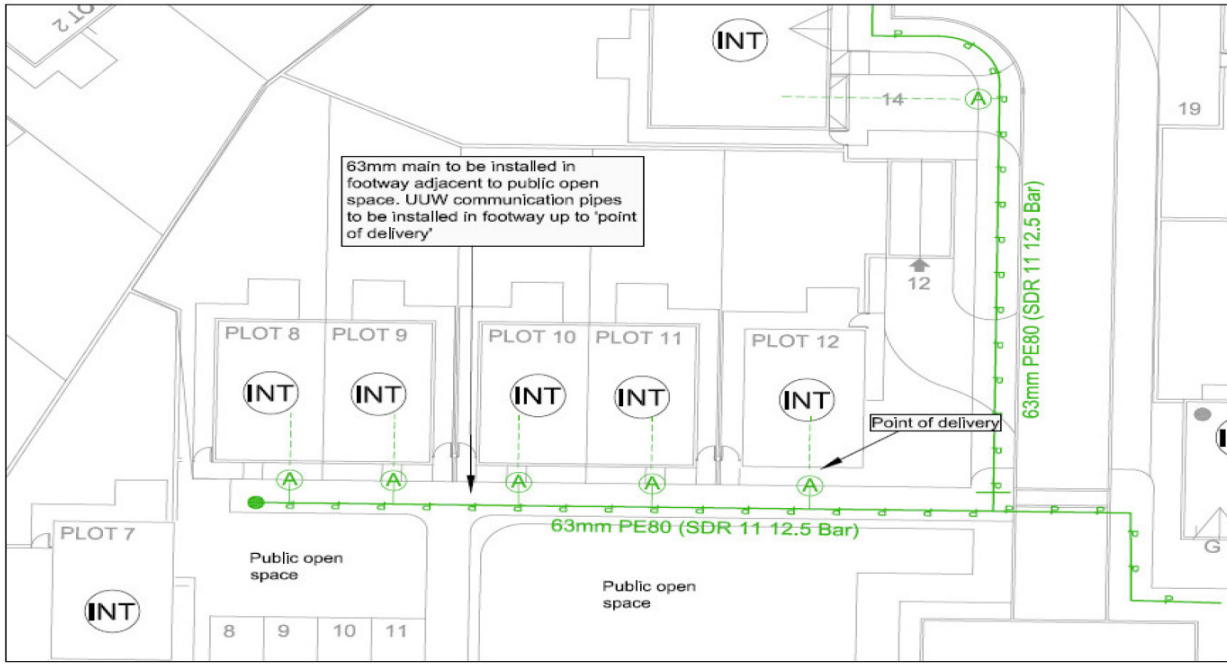 PLOT 2
INT
14
A
19
63mm main to be installed in
footway adjacent to public open
space. UUW communication pipes
to be installed in footway up to 'point
of delivery'
63mm PE80 (SDR 11 12.5 Bar)
12
PLOT 8
PLOT 9
PLOT 10
PLOT 11
PLOT 12
INT
INT
INT
INT
INT
Point of delivery
A
A
A
A
A
63mm PE80 (SDR 11 12.5 Bar)
PLOT 7
G
Public open
space
Public open
space
INT
8
9
10
11